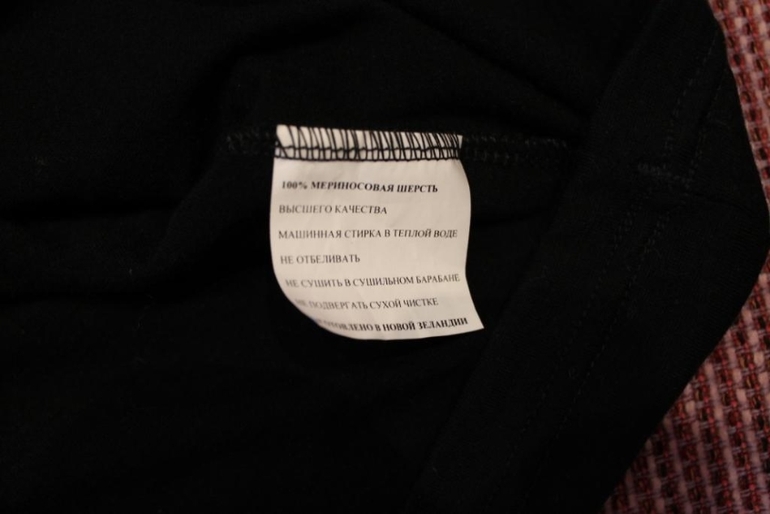 100% МЕРИНОСОВАЯ ШЕРСТЬ
ВЫСШЕГО КАЧЕСТВА
МАШИННАЯ СТИРКА В ТЕПЛОЙ ВОДЕ
НЕ ОТБЕЛИВАТЬ
НЕ СУШИТЬ В СУШИЛЬНОМ БАРАБАНЕ
НЕ ПОДВЕРГАТЬ СУХОЙ ЧИСТКЕ
В НОВОЙ ЗЕЛАНДИИ